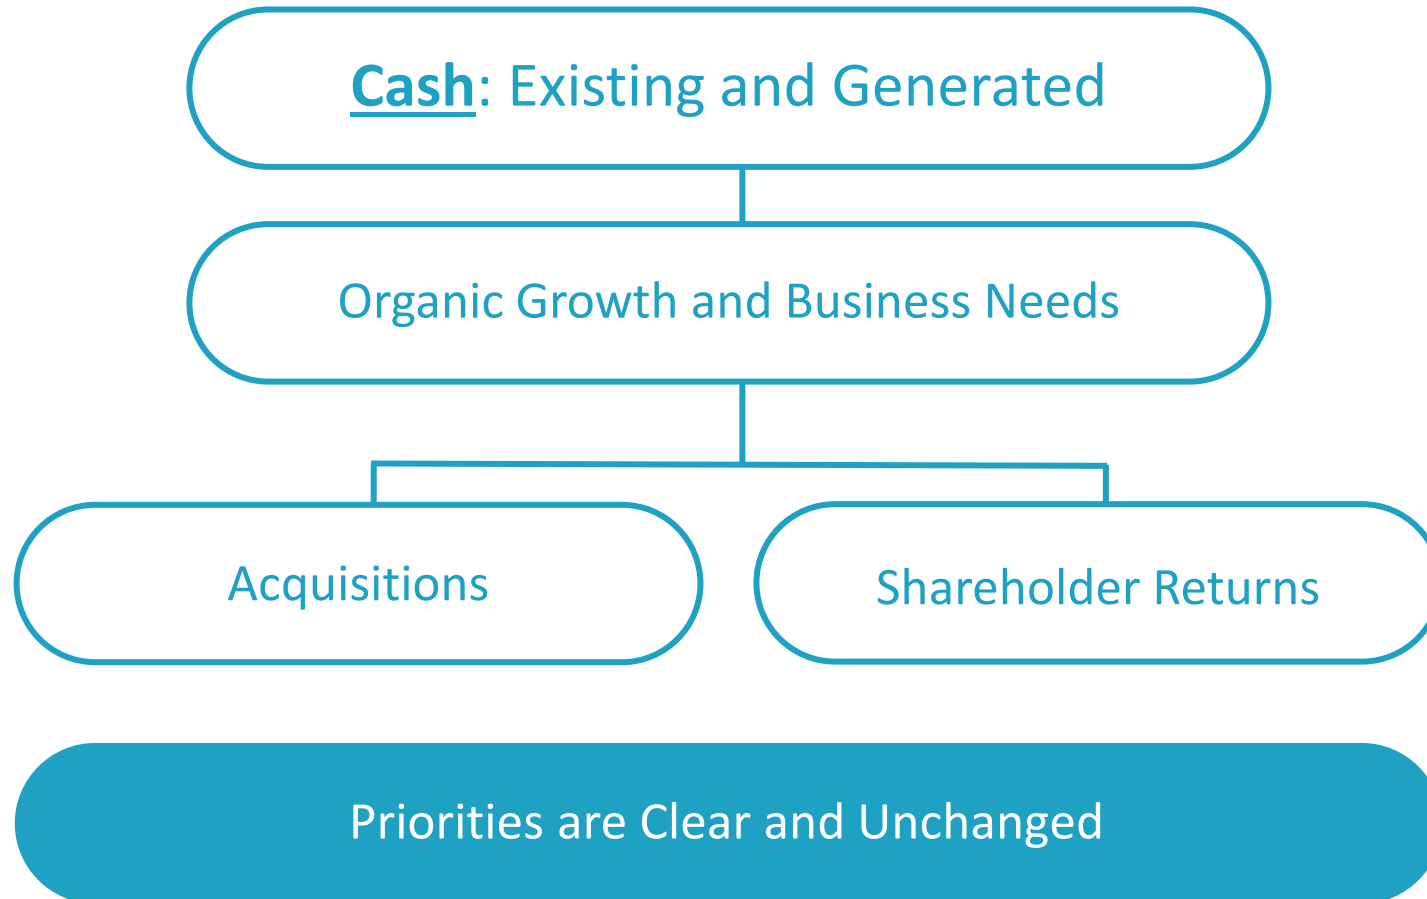 Cash: Existing and Generated
Organic Growth and Business Needs
Acquisitions
Shareholder Returns
Priorities are Clear and Unchanged